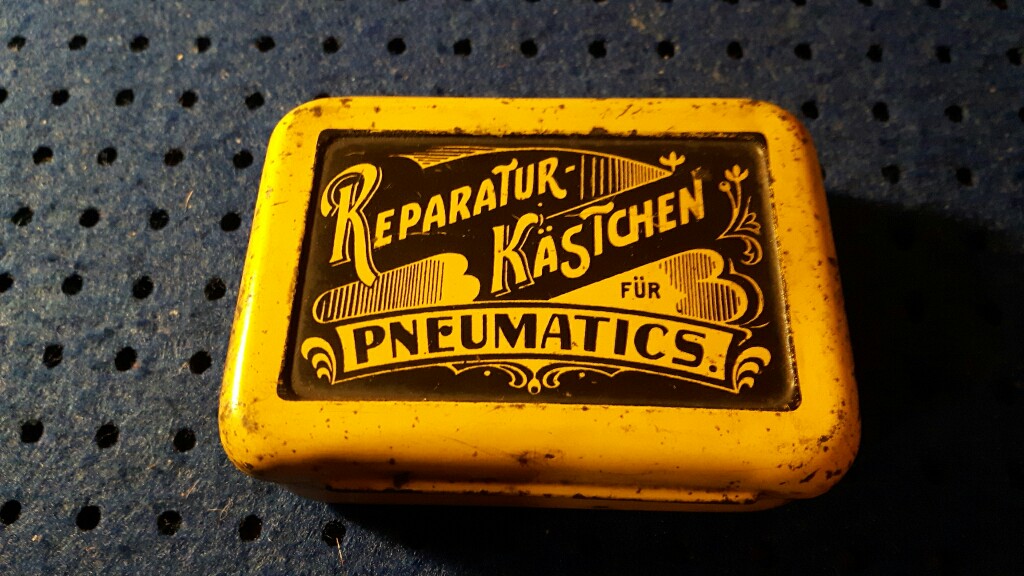 REPARATUR-
KÄSTCHEN
FÜR
PNEUMATICS.